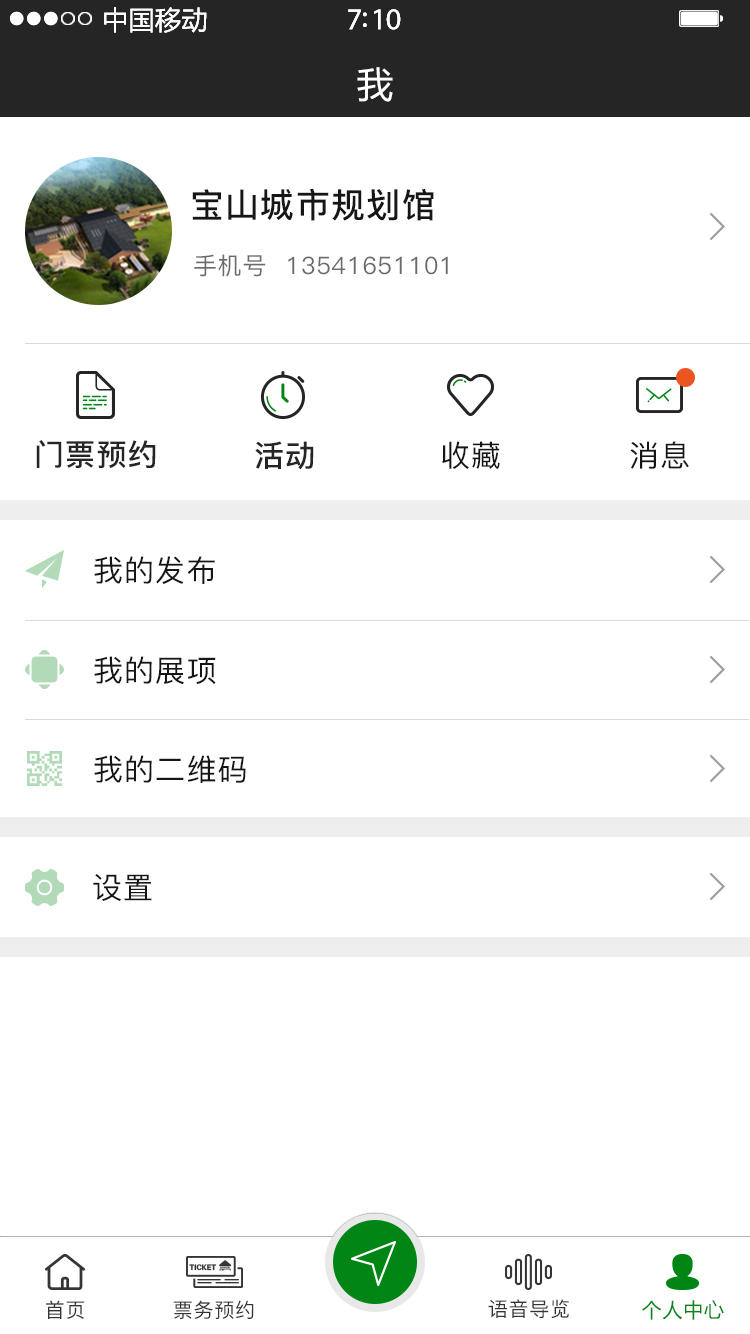 中国移动 7:10
我
宝山城市规划馆
手机号 13541651101
门票预约 活动 收藏 消息
我的发布
我的展项
我的二维码
设置
TICKET
首页 票务预约 语音导览 个人中心